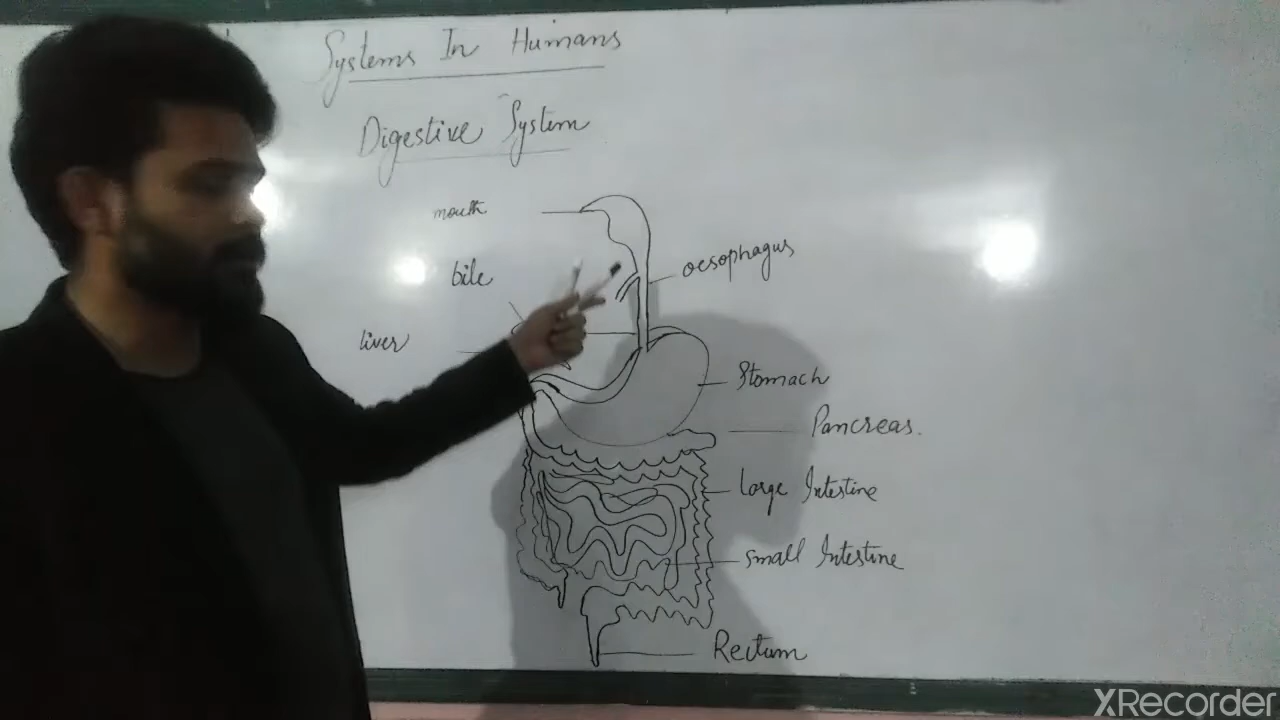 Systems In Humans
Digestive System
mouth
oesophagus
bile
liver
Stomach
Pancreas.
Large Intestine
small Intestine
Rectum
XRecorder